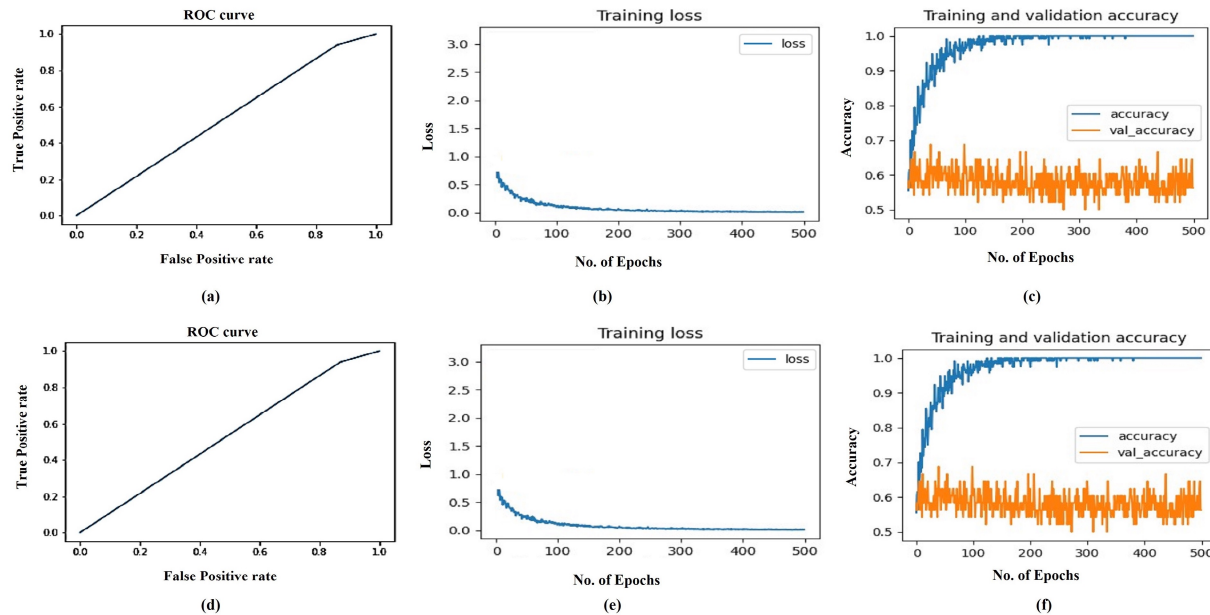 ROC curve
True Positive rate
1.0
0.8
0.6
0.4
0.2
0.0
0.0 0.2 0.4 0.6 0.8 1.0
False Positive rate
(a)
Training loss
Loss
3.0
2.5
2.0
1.5
1.0
0.5
0.0
loss
0 100 200 300 400 500
No. of Epochs
(b)
Training and validation accuracy
Accuracy
1.0
0.9
0.8
0.7
0.6
0.5
accuracy
val_accuracy
0 100 200 300 400 500
No. of Epochs
(c)
ROC curve
True Positive rate
1.0
0.8
0.6
0.4
0.2
0.0
0.0 0.2 0.4 0.6 0.8 1.0
False Positive rate
(d)
Training loss
Loss
3.0
2.5
2.0
1.5
1.0
0.5
0.0
loss
0 100 200 300 400 500
No. of Epochs
(e)
Training and validation accuracy
Accuracy
1.0
0.9
0.8
0.7
0.6
0.5
accuracy
val_accuracy
0 100 200 300 400 500
No. of Epochs
(f)